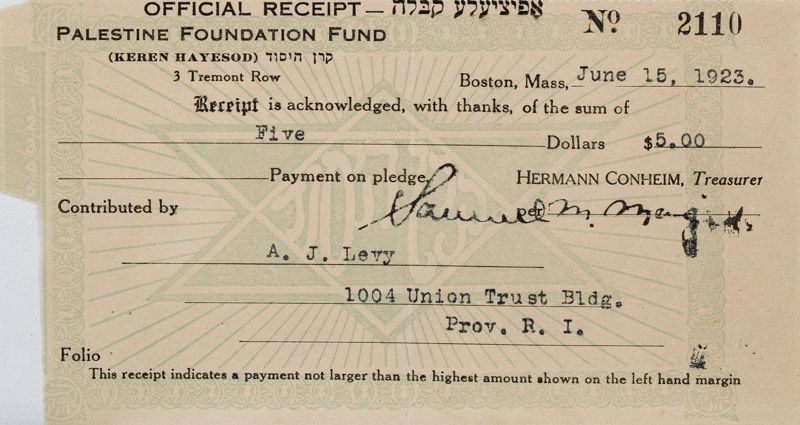 OFFICIAL RECEIPT — אָפיציעלע קבלה
No. 2110
PALESTINE FOUNDATION FUND
(KEREN HAYESOD) קרן היסוד
3 Tremont Row
Boston, Mass, June 15, 1923.
Receipt is acknowledged, with thanks, of the sum of
Five Dollars $5.00
Payment on pledge HERMANN CONHEIM, Treasurer
Contributed by Samuel per M.
A. J. Levy
1004 Union Trust Bldg.
Prov. R. I.
Folio
This receipt indicates a payment not larger than the highest amount shown on the left hand margin